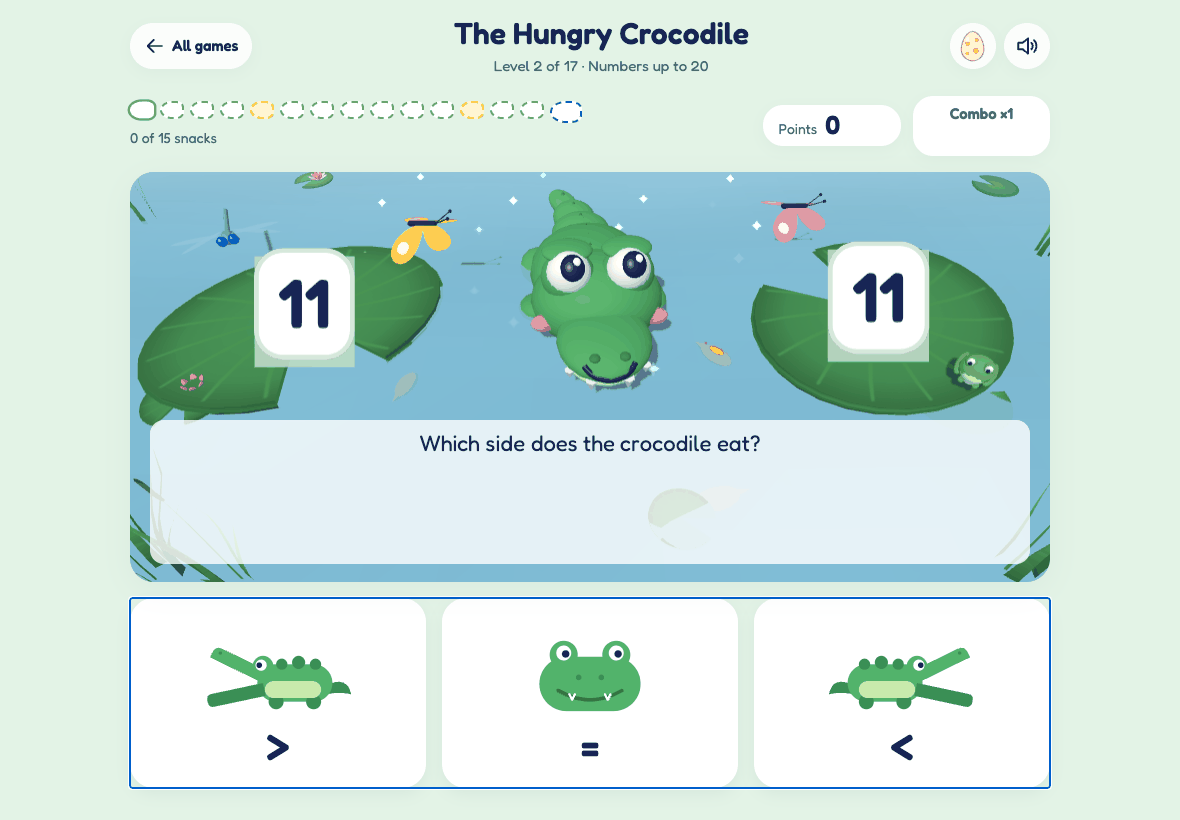 All games
The Hungry Crocodile
Level 2 of 17 · Numbers up to 20
0 of 15 snacks
Points 0
Combo ×1
11
11
Which side does the crocodile eat?
>
=
<